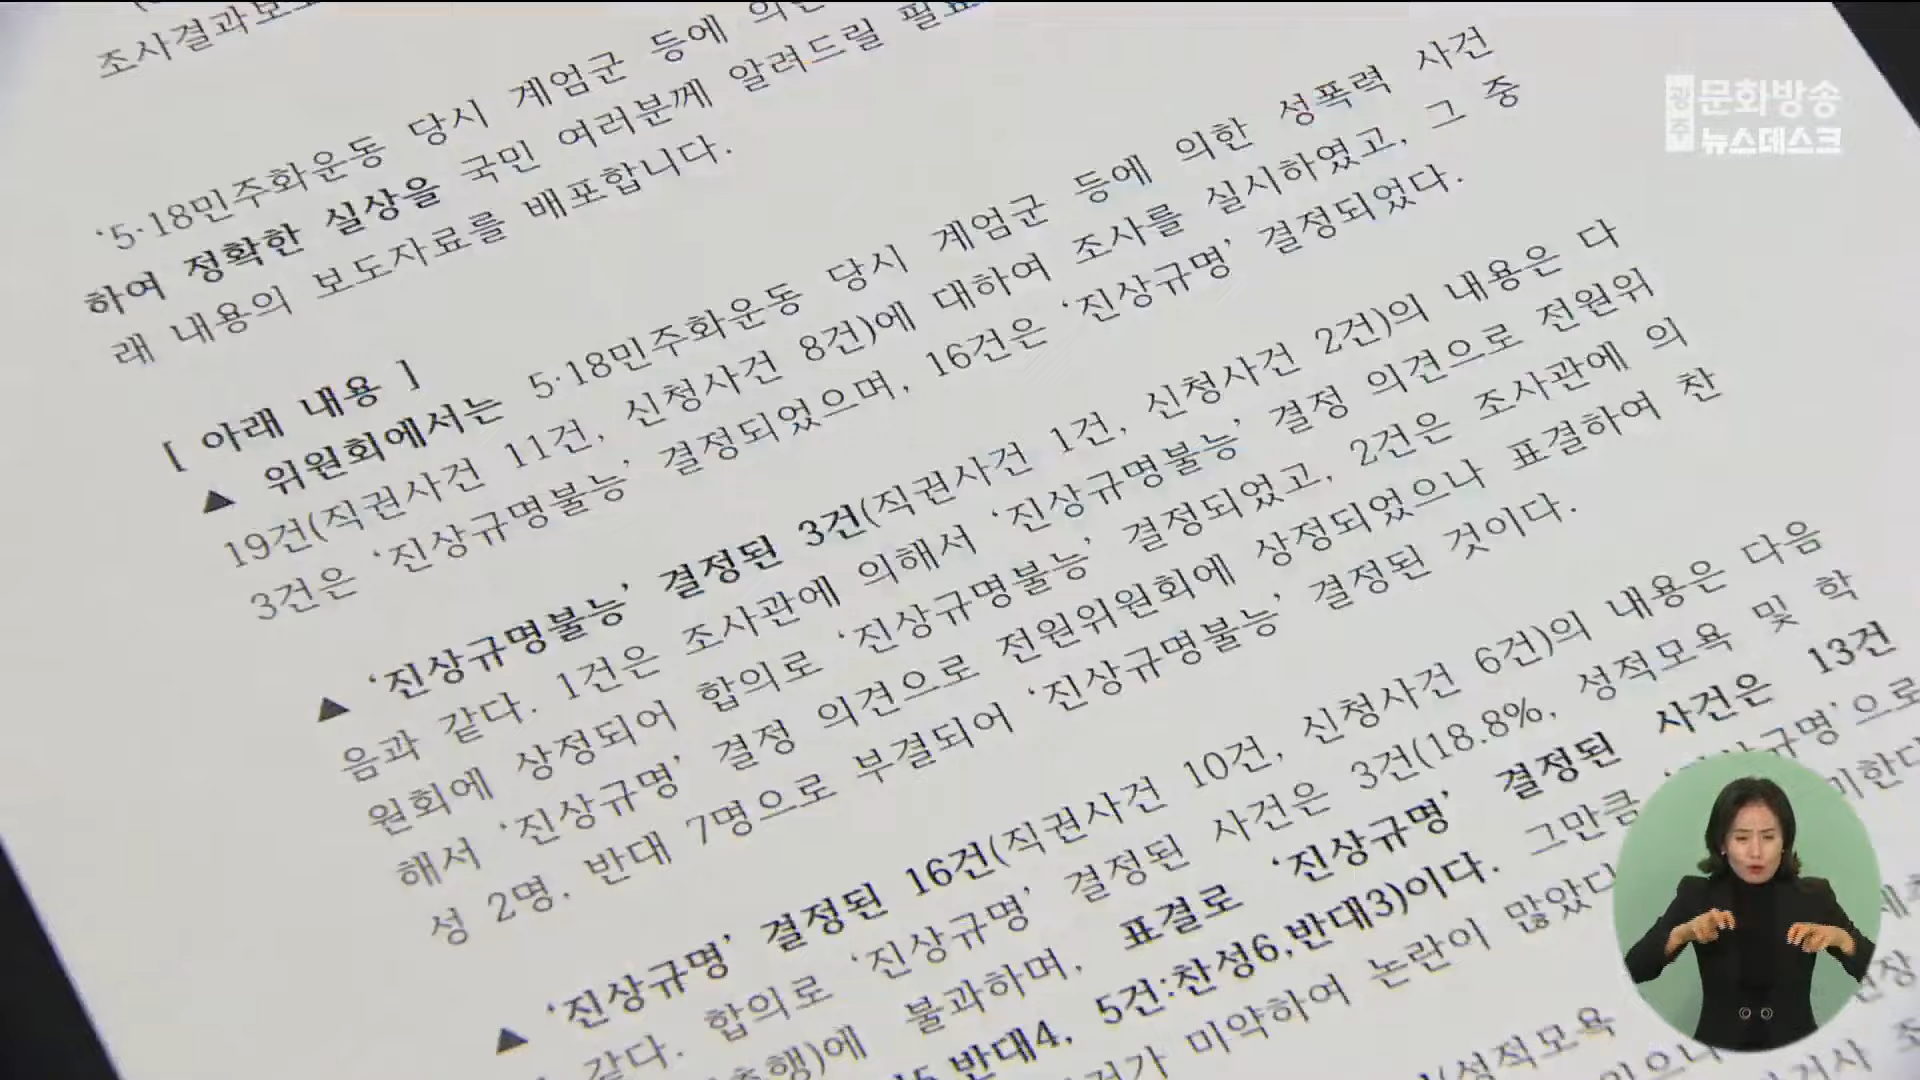 조사결과보
'5·18민주화운동 당시 계엄군 등에 의한
하여 정확한 실상을 국민 여러분께 알려드릴 필요
래 내용의 보도자료를 배포합니다.
[ 아래 내용 ]
▲ 위원회에서는 5·18민주화운동 당시 계엄군 등에 의한 성폭력 사건
19건(직권사건 11건, 신청사건 8건)에 대하여 조사를 실시하였고, 그 중
3건은 '진상규명불능' 결정되었으며, 16건은 '진상규명' 결정되었다.
▲ '진상규명불능' 결정된 3건(직권사건 1건, 신청사건 2건)의 내용은 다
음과 같다. 1건은 조사관에 의해서 '진상규명불능' 결정 의견으로 전원위
원회에 상정되어 합의로 '진상규명불능' 결정되었고, 2건은 조사관에 의
해서 '진상규명' 결정 의견으로 전원위원회에 상정되었으나 표결하여 찬
성 2명, 반대 7명으로 부결되어 '진상규명불능' 결정된 것이다.
▲ '진상규명' 결정된 16건(직권사건 10건, 신청사건 6건)의 내용은 다음
같다. 합의로 '진상규명' 결정된 사건은 3건(18.8%, 성적모욕 및 학
추행)에 불과하며, 표결로 '진상규명' 결정된 사건은 13건
5,반대4, 5건:찬성6,반대3)이다. 그만큼 '진상규명'으로
미약하여 논란이 많았다 미한다
(성적모욕
광주
문화방송
뉴스데스크